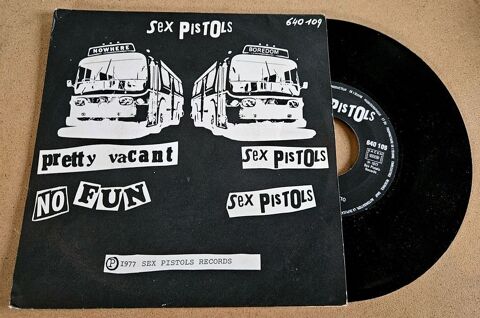 SEX PISTOLS
640 109
NOWHERE
BOREDOM
pretty vacant
SEX PISTOLS
NO FUN
SEX PISTOLS
P 1977 SEX PISTOLS RECORDS
PISTOLS
640 109